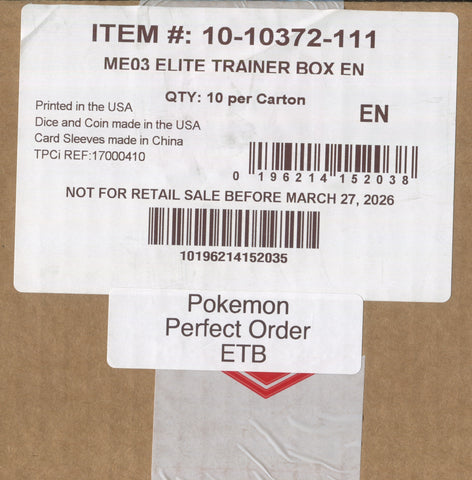 ITEM #: 10-10372-111
ME03 ELITE TRAINER BOX EN
QTY: 10 per Carton
EN
Printed in the USA
Dice and Coin made in the USA
Card Sleeves made in China
TPCi REF:17000410
0 196214 152038
NOT FOR RETAIL SALE BEFORE MARCH 27, 2026
10196214152035
Pokemon
Perfect Order
ETB